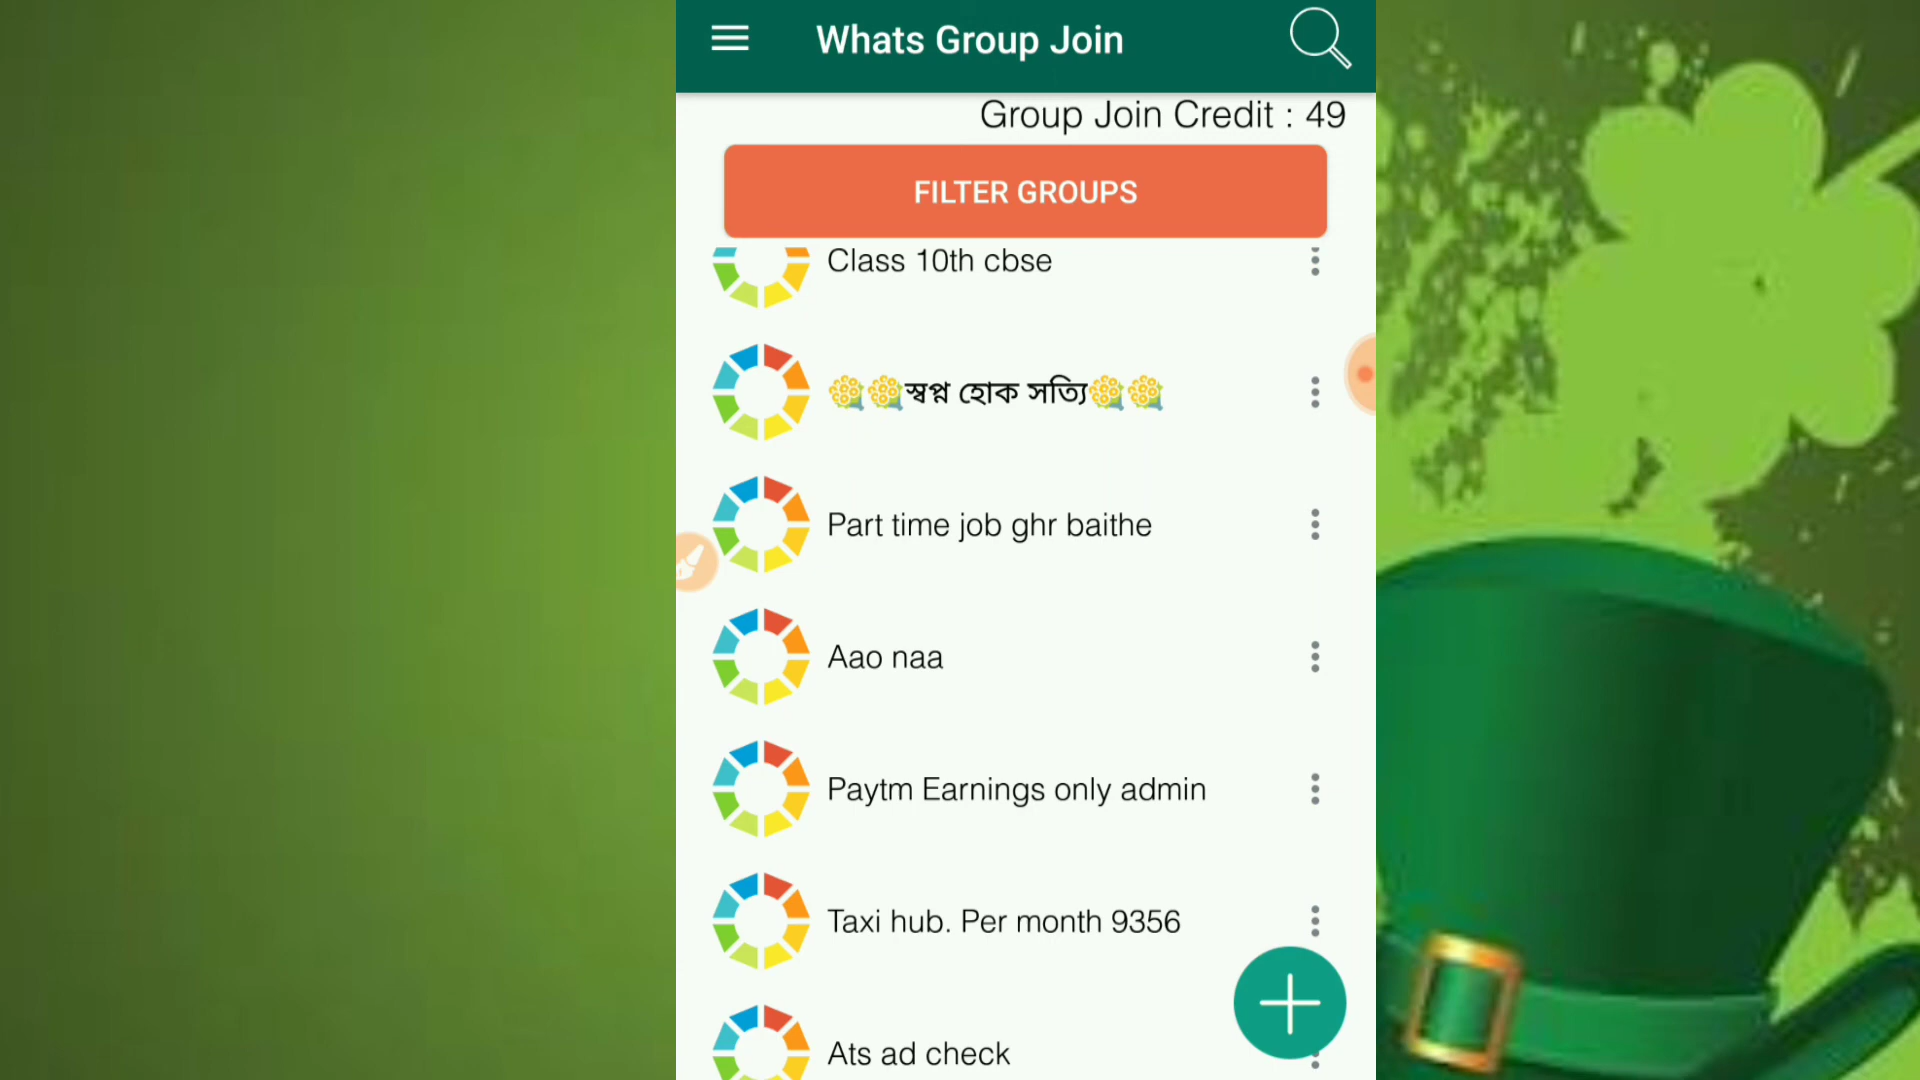 Whats Group Join
Group Join Credit : 49
FILTER GROUPS
Class 10th cbse
💐💐স্বপ্ন হোক সত্যি💐💐
Part time job ghr baithe
Aao naa
Paytm Earnings only admin
Taxi hub. Per month 9356
Ats ad check